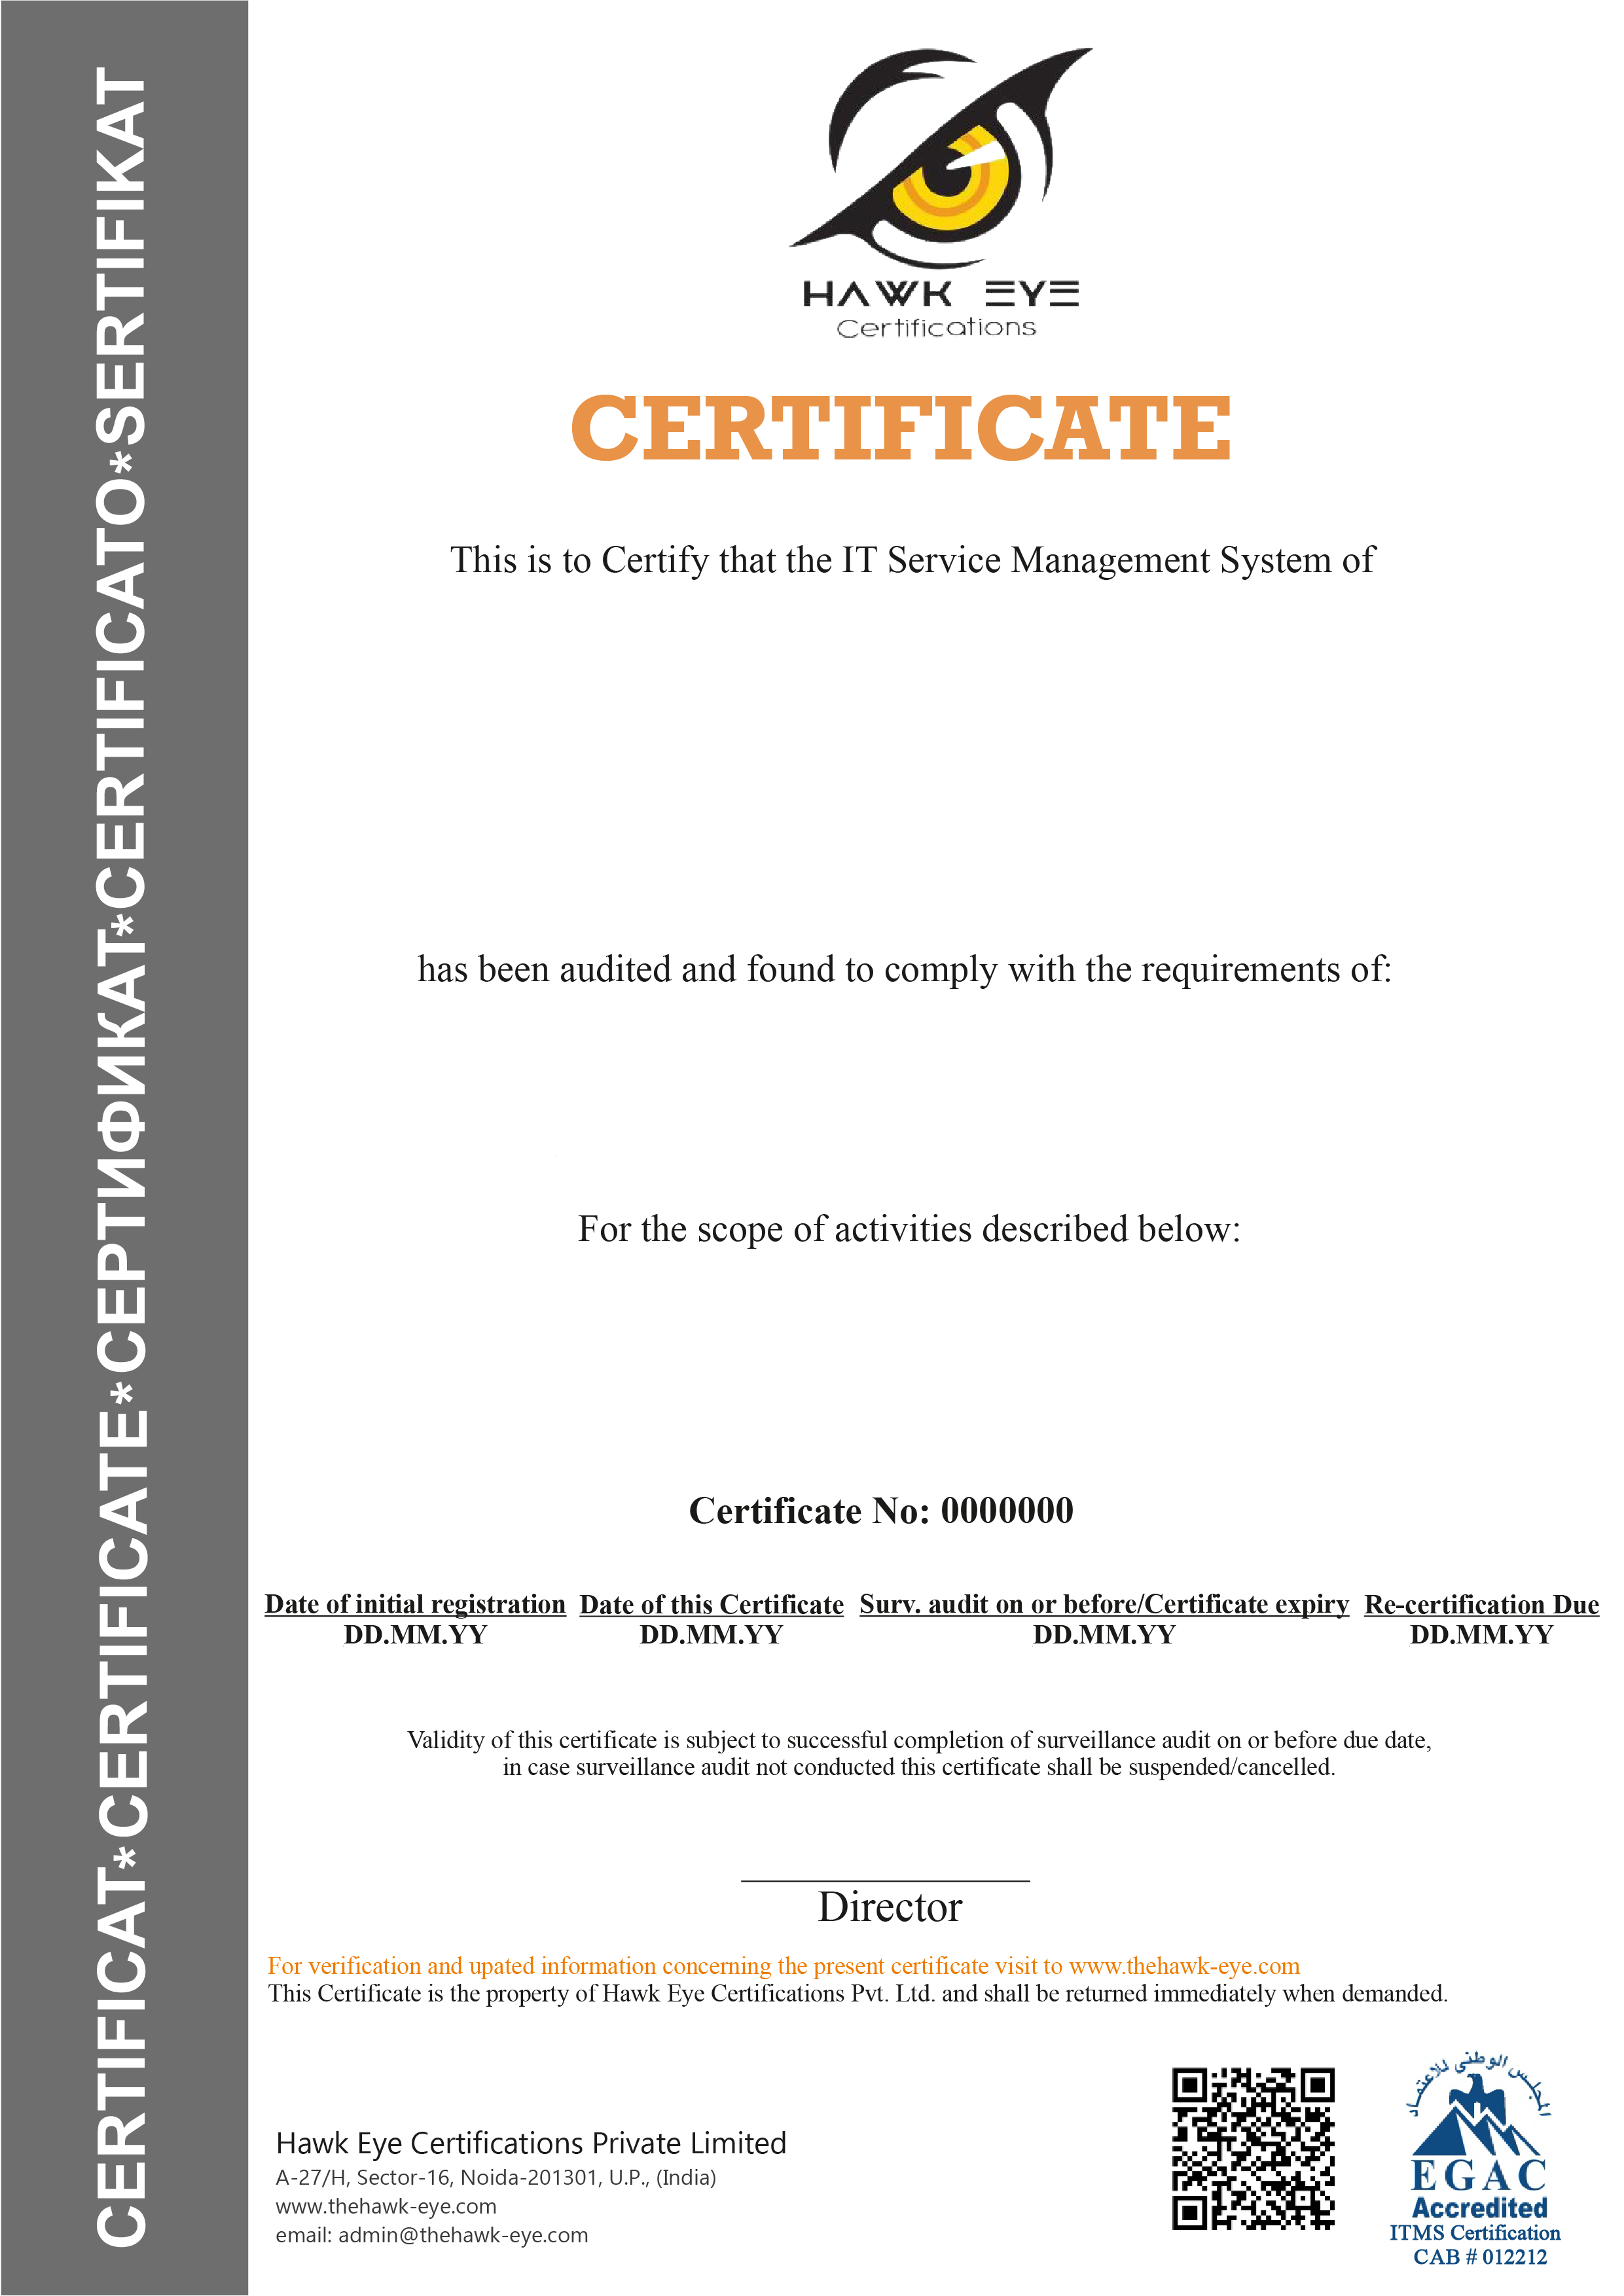 CERTIFICAT*CERTIFICATE*СЕРТИФИКАТ*CERTIFICATO*SERTIFIKAT
HAWK EYE
Certifications
CERTIFICATE
This is to Certify that the IT Service Management System of
has been audited and found to comply with the requirements of:
For the scope of activities described below:
Certificate No: 0000000
Date of initial registration Date of this Certificate Surv. audit on or before/Certificate expiry Re-certification Due
DD.MM.YY DD.MM.YY DD.MM.YY DD.MM.YY
Validity of this certificate is subject to successful completion of surveillance audit on or before due date,
in case surveillance audit not conducted this certificate shall be suspended/cancelled.
Director
For verification and upated information concerning the present certificate visit to www.thehawk-eye.com
This Certificate is the property of Hawk Eye Certifications Pvt. Ltd. and shall be returned immediately when demanded.
Hawk Eye Certifications Private Limited
A-27/H, Sector-16, Noida-201301, U.P., (India)
www.thehawk-eye.com
email: admin@thehawk-eye.com
المجلس الوطنى للاعتماد
EGAC
Accredited
ITMS Certification
CAB # 012212